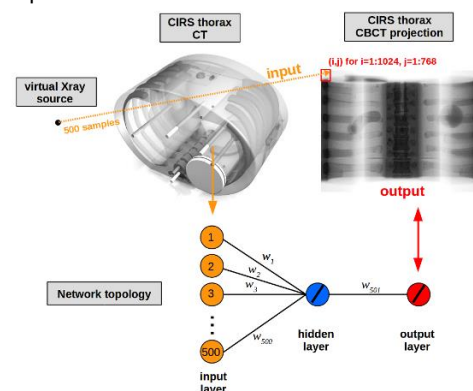 CIRS thorax
CT
CIRS thorax
CBCT projection
(i,j) for i=1:1024, j=1:768
input
virtual Xray
source
500 samples
output
Network topology
1
2
3
500
w1
w2
w3
w500
w501
hidden
layer
output
layer
input
layer